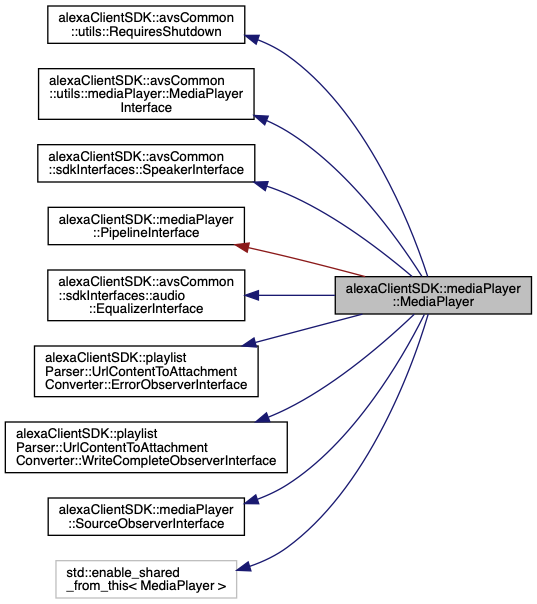 alexaClientSDK::avsCommon
::utils::RequiresShutdown
alexaClientSDK::avsCommon
::utils::mediaPlayer::MediaPlayer
Interface
alexaClientSDK::avsCommon
::sdkInterfaces::SpeakerInterface
alexaClientSDK::mediaPlayer
::PipelineInterface
alexaClientSDK::avsCommon
::sdkInterfaces::audio
::EqualizerInterface
alexaClientSDK::playlist
Parser::UrlContentToAttachment
Converter::ErrorObserverInterface
alexaClientSDK::playlist
Parser::UrlContentToAttachment
Converter::WriteCompleteObserverInterface
alexaClientSDK::mediaPlayer
::SourceObserverInterface
std::enable_shared
_from_this< MediaPlayer >
alexaClientSDK::mediaPlayer
::MediaPlayer